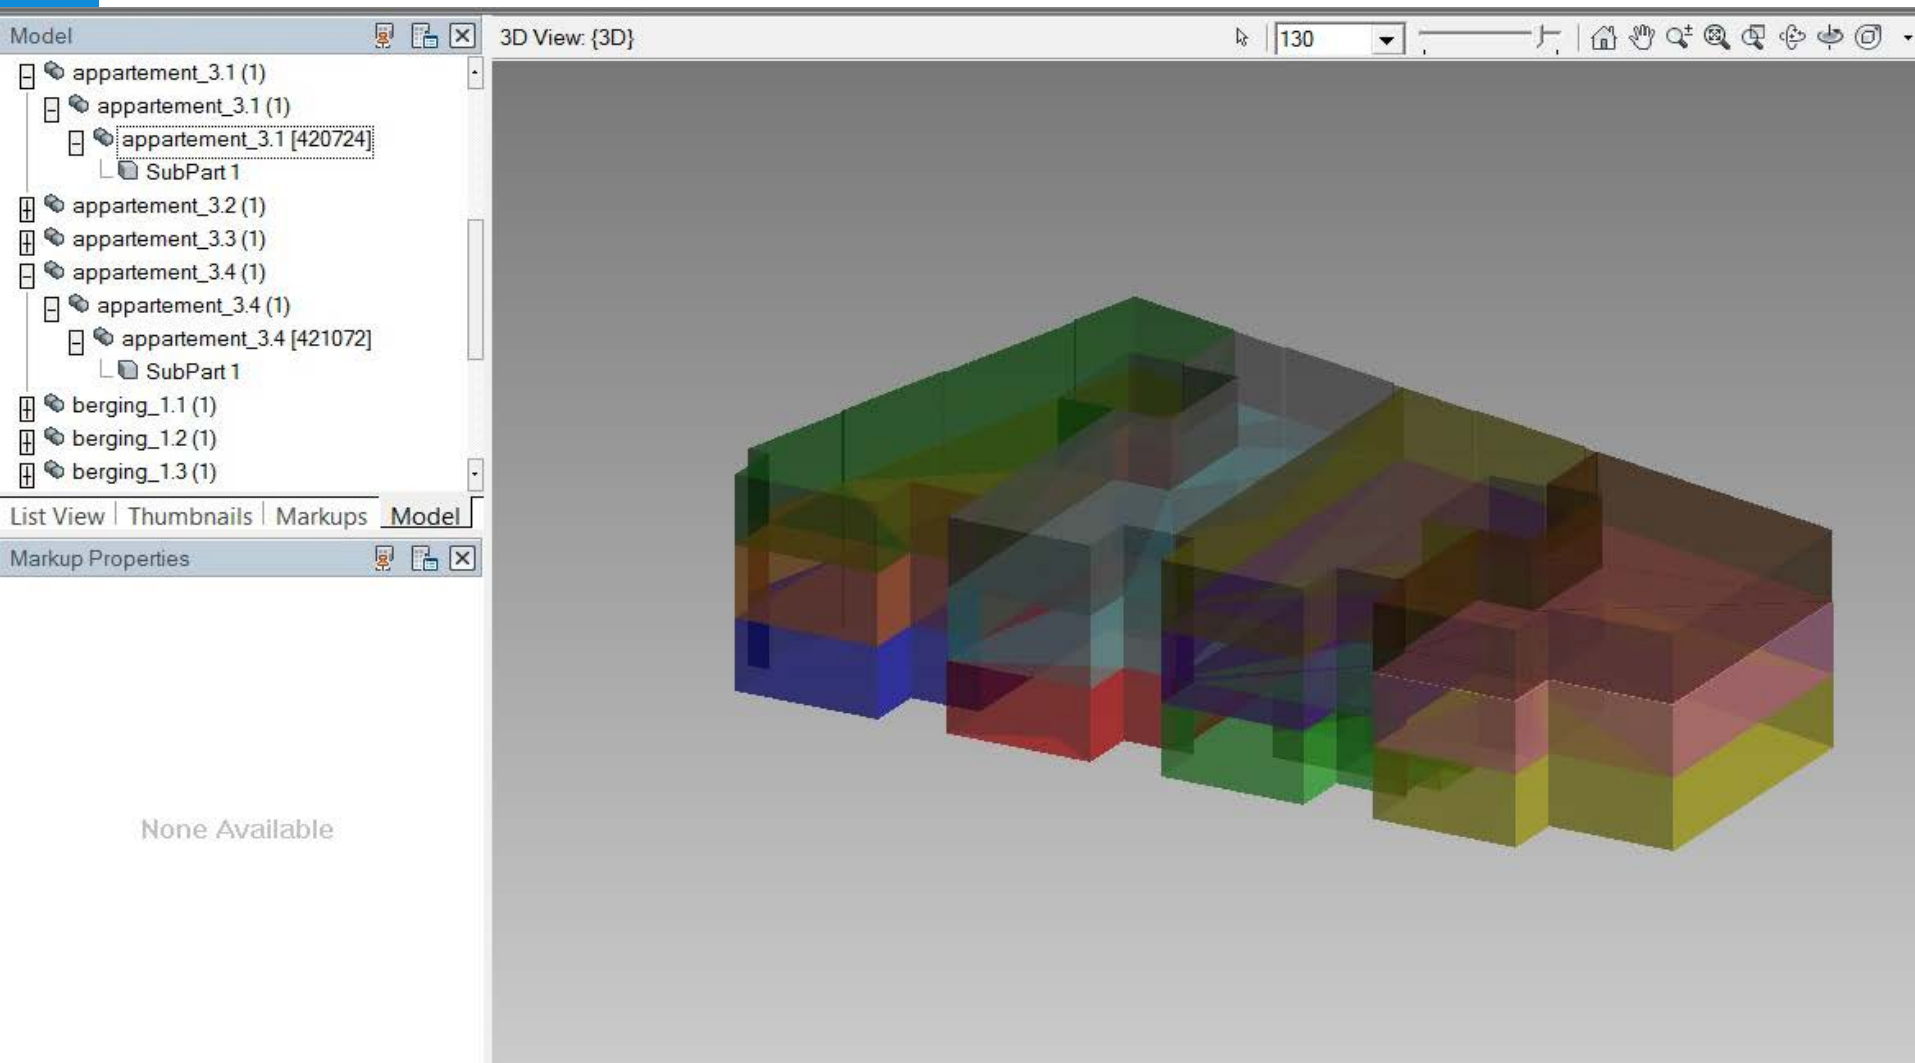 Model
appartement_3.1 (1)
appartement_3.1 (1)
appartement_3.1 [420724]
SubPart 1
appartement_3.2 (1)
appartement_3.3 (1)
appartement_3.4 (1)
appartement_3.4 (1)
appartement_3.4 [421072]
SubPart 1
berging_1.1 (1)
berging_1.2 (1)
berging_1.3 (1)
List View Thumbnails Markups Model
Markup Properties
None Available
3D View: {3D}
130